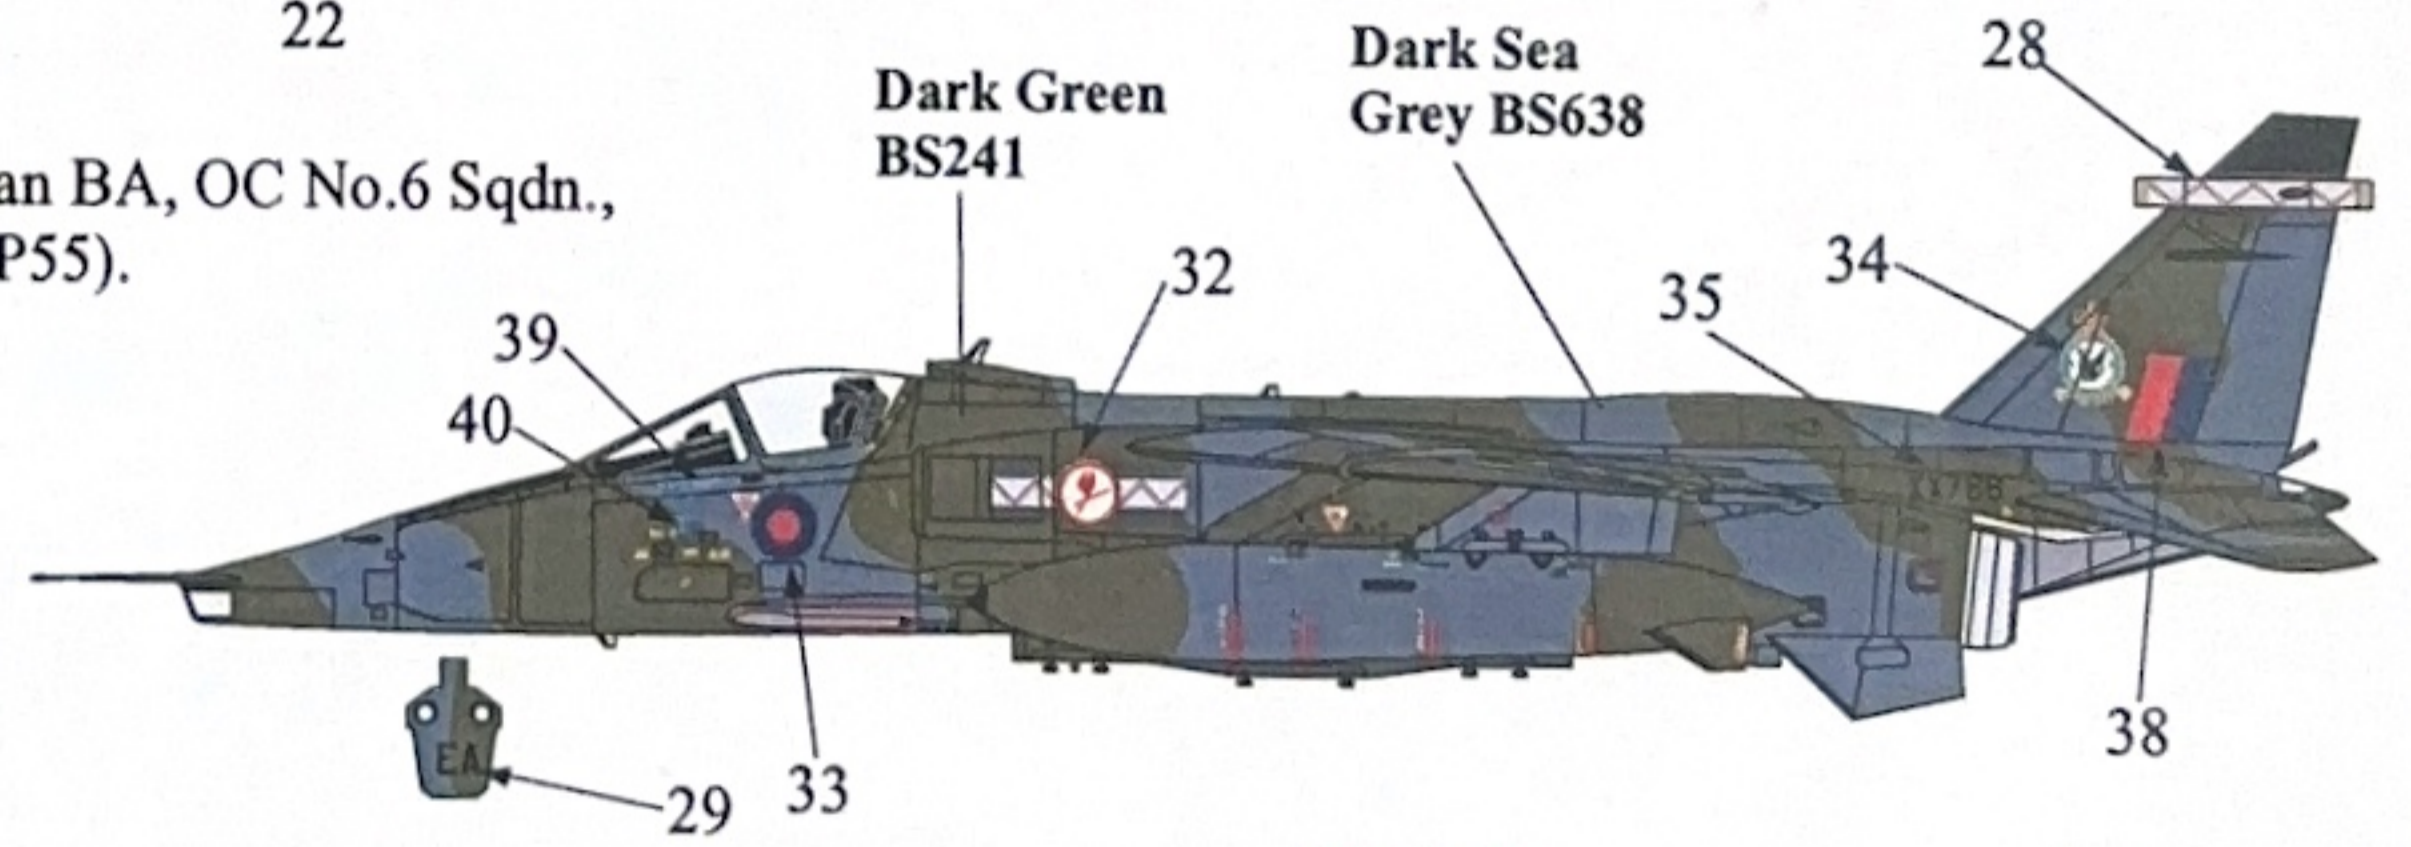 22
Dark Green
BS241
Dark Sea
Grey BS638
28
an BA, OC No.6 Sqdn.,
P55).
32
34
35
39
40
EA
29
33
38